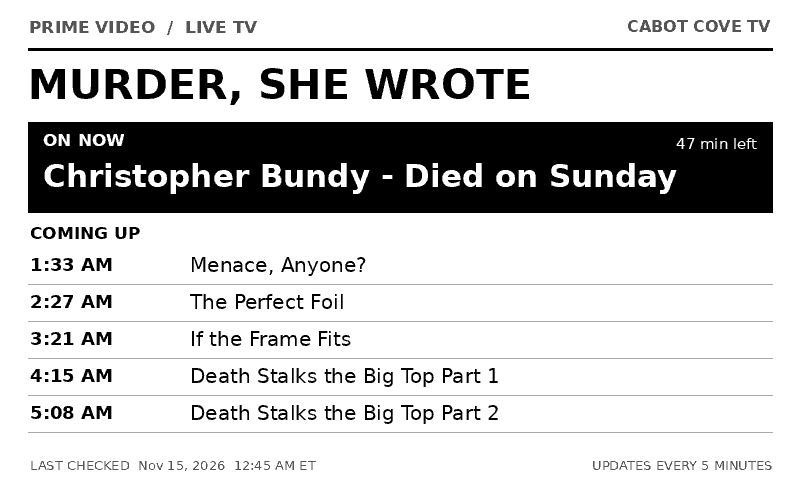 PRIME VIDEO / LIVE TV
CABOT COVE TV
MURDER, SHE WROTE
ON NOW
47 min left
Christopher Bundy - Died on Sunday
COMING UP
1:33 AM Menace, Anyone?
2:27 AM The Perfect Foil
3:21 AM If the Frame Fits
4:15 AM Death Stalks the Big Top Part 1
5:08 AM Death Stalks the Big Top Part 2
LAST CHECKED Nov 15, 2026 12:45 AM ET
UPDATES EVERY 5 MINUTES